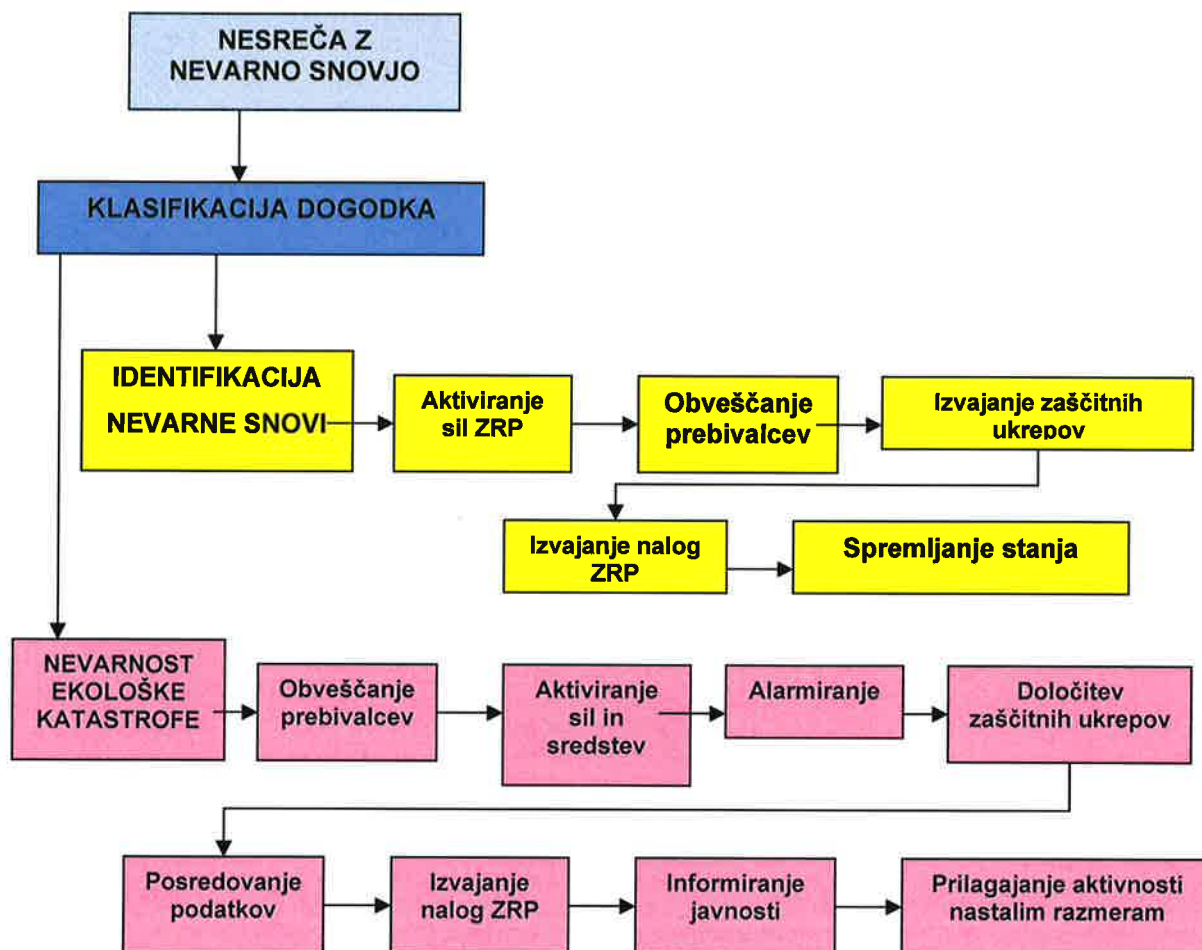 NESREČA Z
NEVARNO SNOVJO
KLASIFIKACIJA DOGODKA
IDENTIFIKACIJA
NEVARNE SNOVI
Aktiviranje
sil ZRP
Obveščanje
prebivalcev
Izvajanje zaščitnih
ukrepov
Izvajanje nalog
ZRP
Spremljanje stanja
NEVARNOST
EKOLOŠKE
KATASTROFE
Obveščanje
prebivalcev
Aktiviranje
sil in
sredstev
Alarmiranje
Določitev
zaščitnih ukrepov
Posredovanje
podatkov
Izvajanje
nalog ZRP
Informiranje
javnosti
Prilagajanje aktivnosti
nastalim razmeram